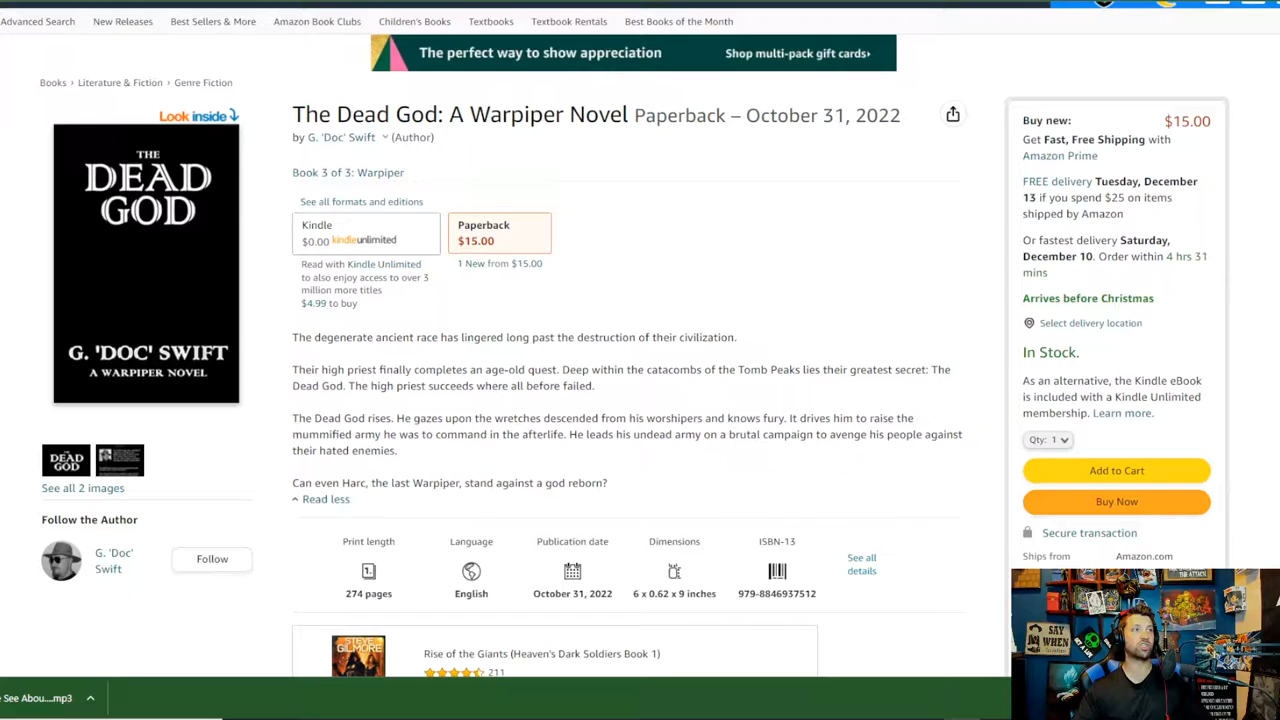 Advanced Search
New Releases
Best Sellers & More
Amazon Book Clubs
Children's Books
Textbooks
Textbook Rentals
Best Books of the Month
The perfect way to show appreciation
Shop multi-pack gift cards›
Books › Literature & Fiction › Genre Fiction
Look inside
THE
DEAD
GOD
G. 'DOC' SWIFT
A WARPIPER NOVEL
DEAD
GOD
See all 2 images
Follow the Author
G. 'Doc'
Swift
Follow
The Dead God: A Warpiper Novel Paperback – October 31, 2022
by G. 'Doc' Swift (Author)
Book 3 of 3: Warpiper
See all formats and editions
Kindle
$0.00 kindleunlimited
Read with Kindle Unlimited
to also enjoy access to over 3
million more titles
$4.99 to buy
Paperback
$15.00
1 New from $15.00
The degenerate ancient race has lingered long past the destruction of their civilization.
Their high priest finally completes an age-old quest. Deep within the catacombs of the Tomb Peaks lies their greatest secret: The
Dead God. The high priest succeeds where all before failed.
The Dead God rises. He gazes upon the wretches descended from his worshipers and knows fury. It drives him to raise the
mummified army he was to command in the afterlife. He leads his undead army on a brutal campaign to avenge his people against
their hated enemies.
Can even Harc, the last Warpiper, stand against a god reborn?
Read less
Print length
274 pages
Language
English
Publication date
October 31, 2022
Dimensions
6 x 0.62 x 9 inches
ISBN-13
979-8846937512
See all
details
STEVE
GILMORE
Rise of the Giants (Heaven's Dark Soldiers Book 1)
211
Buy new:
$15.00
Get Fast, Free Shipping with
Amazon Prime
FREE delivery Tuesday, December
13 if you spend $25 on items
shipped by Amazon
Or fastest delivery Saturday,
December 10. Order within 4 hrs 31
mins
Arrives before Christmas
Select delivery location
In Stock.
As an alternative, the Kindle eBook
is included with a Kindle Unlimited
membership. Learn more.
Qty: 1
Add to Cart
Buy Now
Secure transaction
Ships from
Amazon.com
THE ATTACK
SAY
WHEN
GET A LIFE
e See Abou....mp3